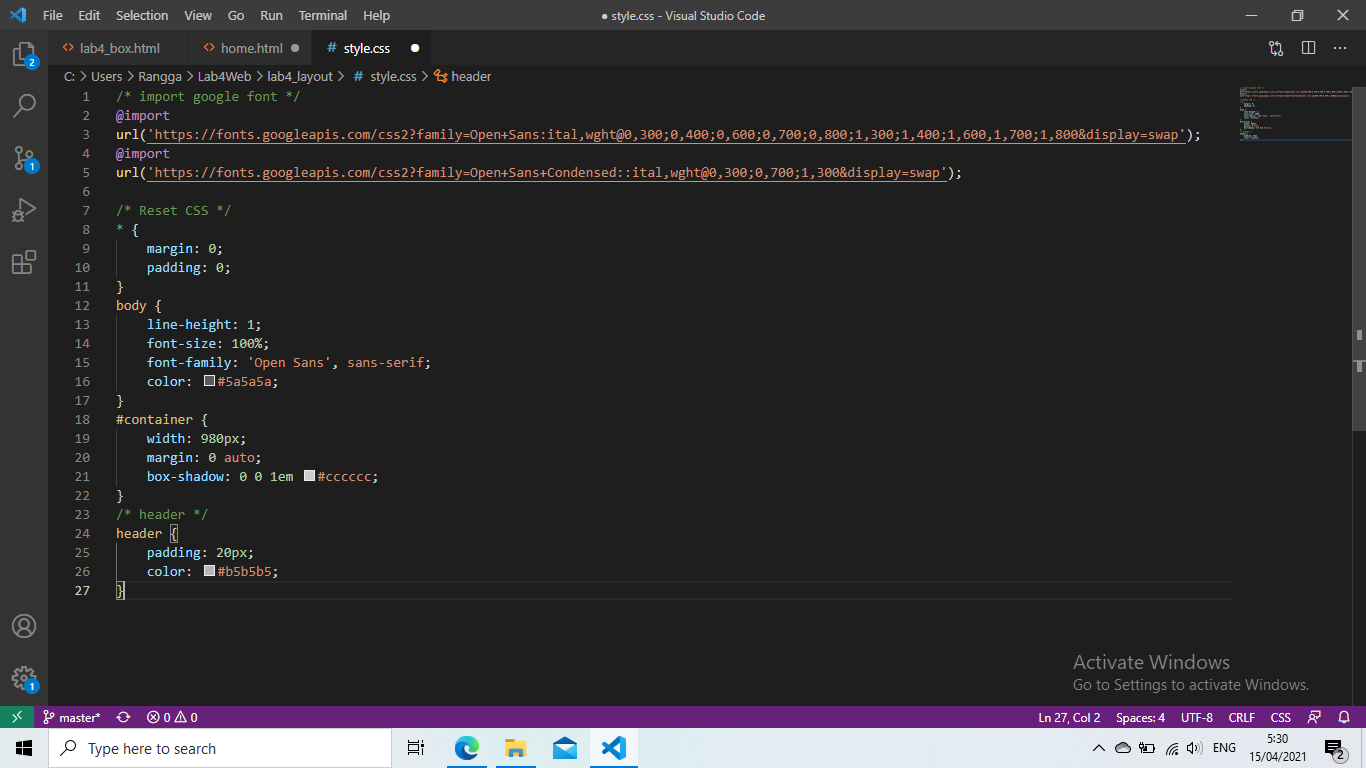 File Edit Selection View Go Run Terminal Help ● style.css - Visual Studio Code
lab4_box.html home.html ● # style.css ●
C: > Users > Rangga > Lab4Web > lab4_layout > # style.css > header
1 /* import google font */
2 @import
3 url('https://fonts.googleapis.com/css2?family=Open+Sans:ital,wght@0,300;0,400;0,600;0,700;0,800;1,300;1,400;1,600;1,700;1,800&display=swap');
4 @import
5 url('https://fonts.googleapis.com/css2?family=Open+Sans+Condensed::ital,wght@0,300;0,700;1,300&display=swap');
6
7 /* Reset CSS */
8 * {
9 margin: 0;
10 padding: 0;
11 }
12 body {
13 line-height: 1;
14 font-size: 100%;
15 font-family: 'Open Sans', sans-serif;
16 color: #5a5a5a;
17 }
18 #container {
19 width: 980px;
20 margin: 0 auto;
21 box-shadow: 0 0 1em #cccccc;
22 }
23 /* header */
24 header {
25 padding: 20px;
26 color: #b5b5b5;
27 }
2
1
1
Activate Windows
Go to Settings to activate Windows.
master* 0 0 Ln 27, Col 2 Spaces: 4 UTF-8 CRLF CSS
Type here to search ENG 5:30
15/04/2021 2